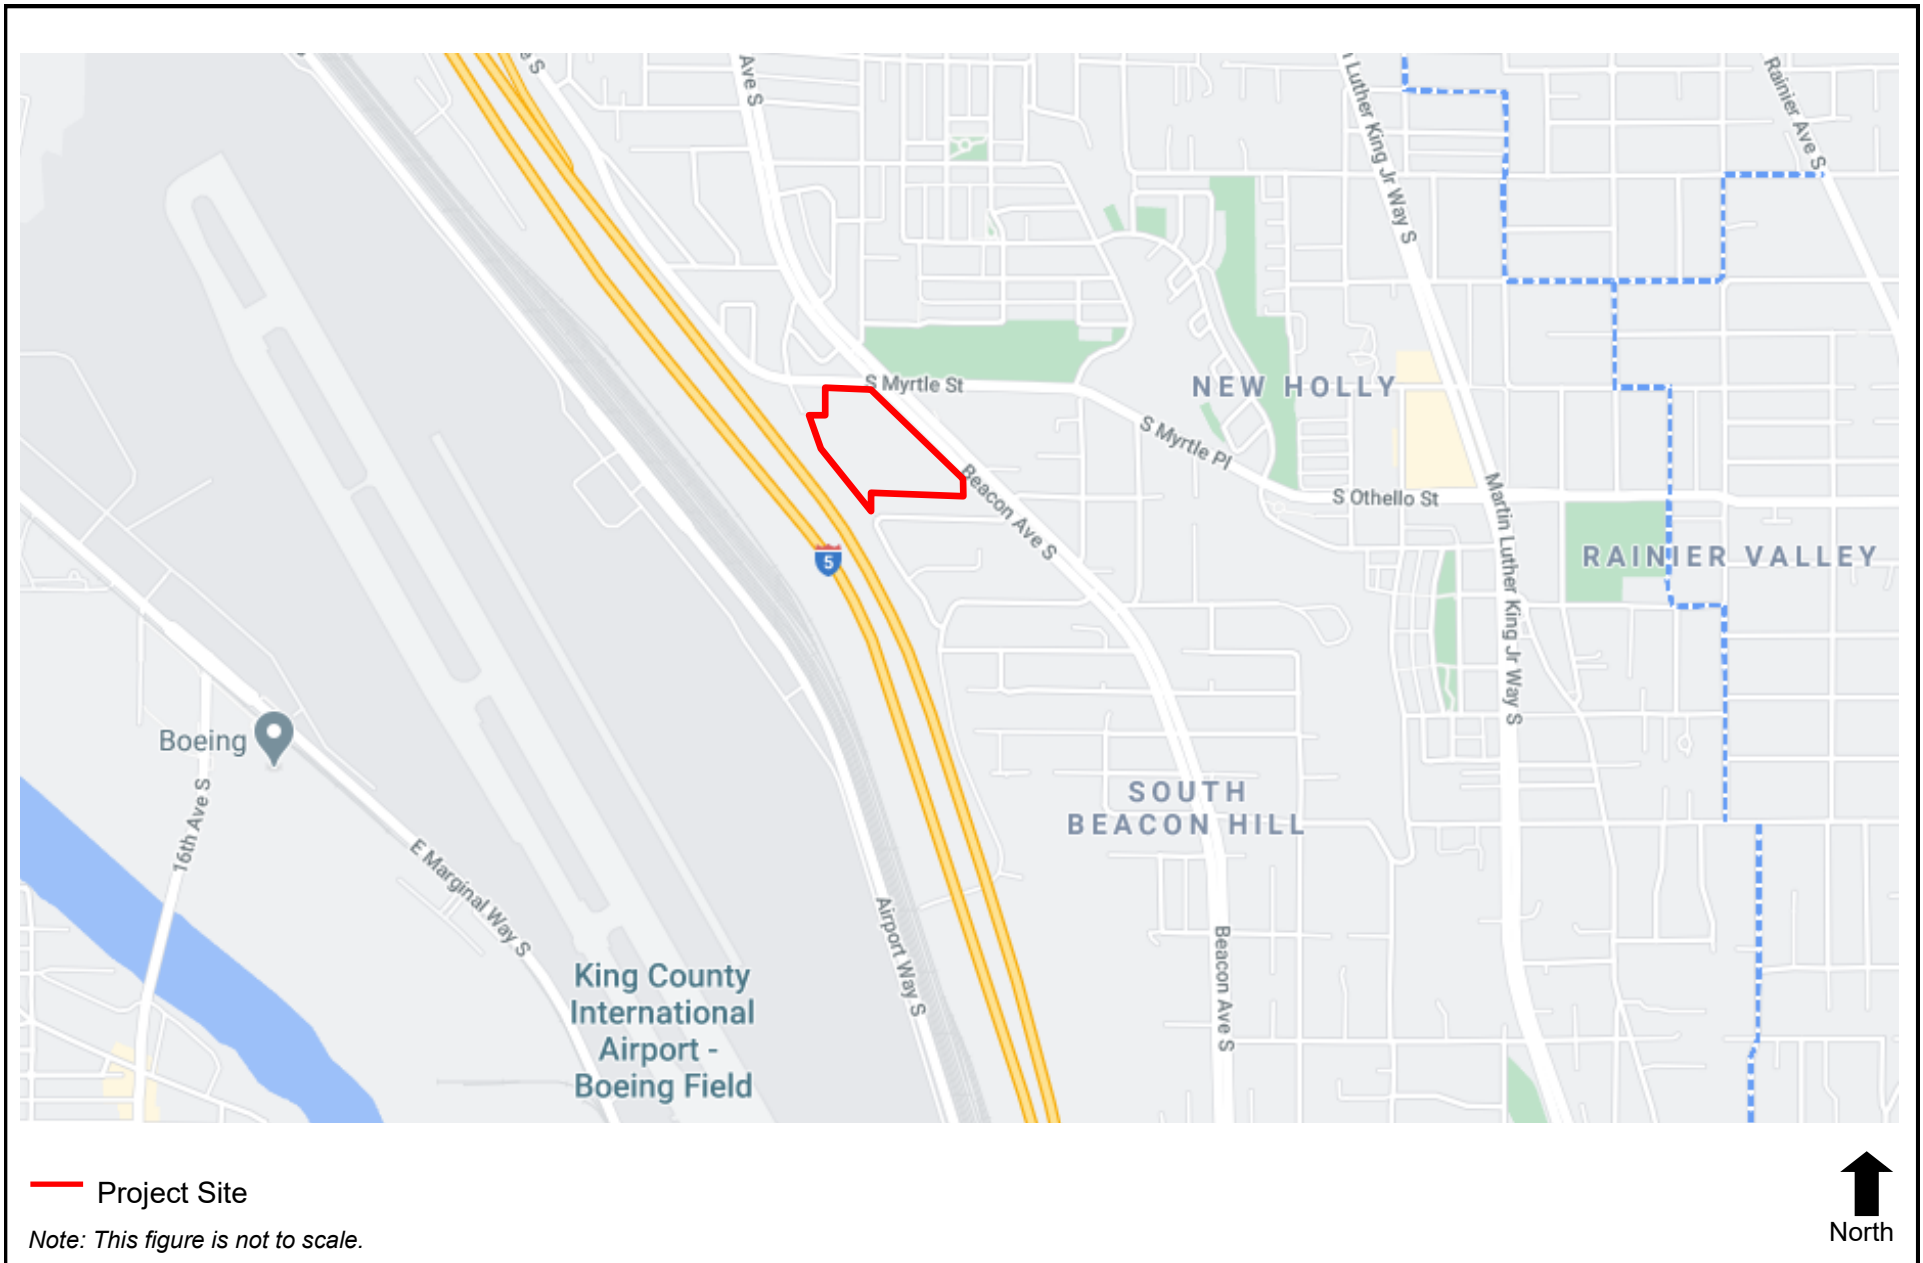 e S
Ave S
n Luther King Jr Way S
Rainier Ave S
S Myrtle St
NEW HOLLY
S Myrtle Pl
Beacon Ave S
S Othello St
Martin Luther King Jr Way S
RAINIER VALLEY
5
Boeing
16th Ave S
E Marginal Way S
SOUTH
BEACON HILL
Airport Way S
Beacon Ave S
King County
International
Airport -
Boeing Field
Project Site
Note: This figure is not to scale.
North